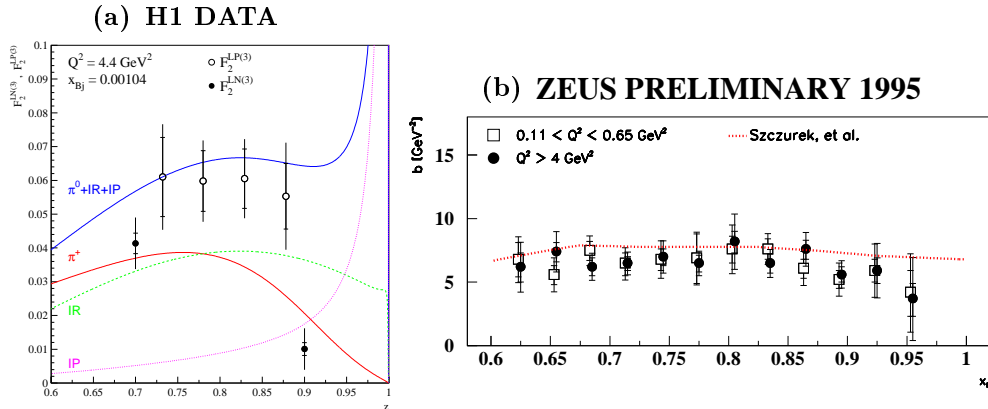 (a) H1 DATA
F₂^LN(3), F₂^LP(3)
Q² = 4.4 GeV²
x_Bj = 0.00104
F₂^LP(3)
F₂^LN(3)
π⁰+IR+IP
π⁺
IR
IP
0.1
0.09
0.08
0.07
0.06
0.05
0.04
0.03
0.02
0.01
0
0.6 0.65 0.7 0.75 0.8 0.85 0.9 0.95 1
(b) ZEUS PRELIMINARY 1995
b [GeV⁻²]
0.11 < Q² < 0.65 GeV²
Q² > 4 GeV²
Szczurek, et al.
15
10
5
0
0.6 0.65 0.7 0.75 0.8 0.85 0.9 0.95 1